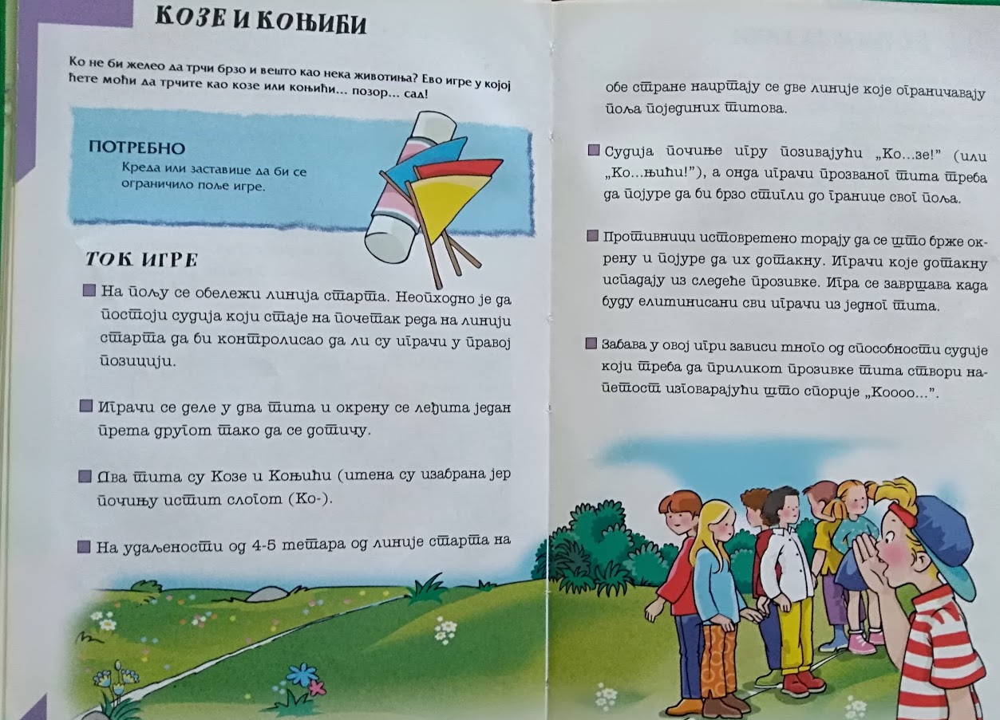 КОЗЕ И КОЊИЋИ
Ко не би желео да трчи брзо и вешто као нека животиња? Ево игре у којој
ћете моћи да трчите као козе или коњићи... позор... сад!
ПОТРЕБНО
Креда или заставице да би се
ограничило поље игре.
ТОК ИГРЕ
На пољу се обележи линија старта. Неопходно је да
постоји судија који стаје на почетак реда на линији
старта да би контролисао да ли су играчи у правој
позицији.
Играчи се деле у два тима и окрену се леђима један
према другом тако да се дотичу.
Два тима су Козе и Коњићи (имена су изабрана јер
почињу истим слогом (Ко-).
На удаљености од 4-5 метара од линије старта на
обе стране нацртају се две линије које ограничавају
поља појединих тимова.
Судија почиње игру позивајући „Ко...зе!” (или
„Ко...њићи!”), а онда играчи прозваног тима треба
да појуре да би брзо стигли до границе свог поља.
Противници истовремено морају да се што брже ок-
рену и појуре да их дотакну. Играчи које дотакну
испадају из следеће прозивке. Игра се завршава када
буду елиминисани сви играчи из једног тима.
Забава у овој игри зависи много од способности судије
који треба да приликом прозивке тима створи на-
петост изговарајући што спорије „Коооо...”.